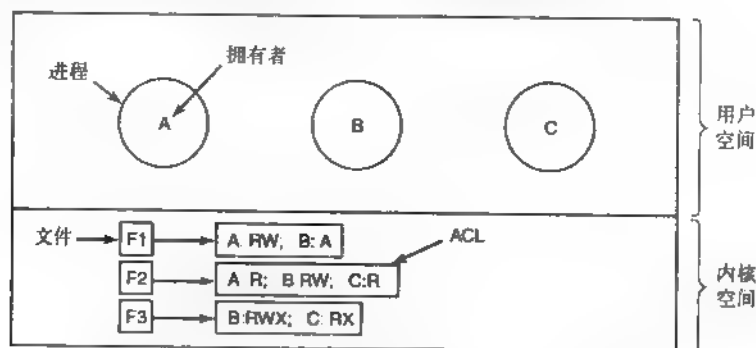 进程
拥有者
A
B
C
用户
空间
文件
F1
A RW; B: A
ACL
F2
A R; B RW; C:R
F3
B:RWX; C: RX
内核
空间